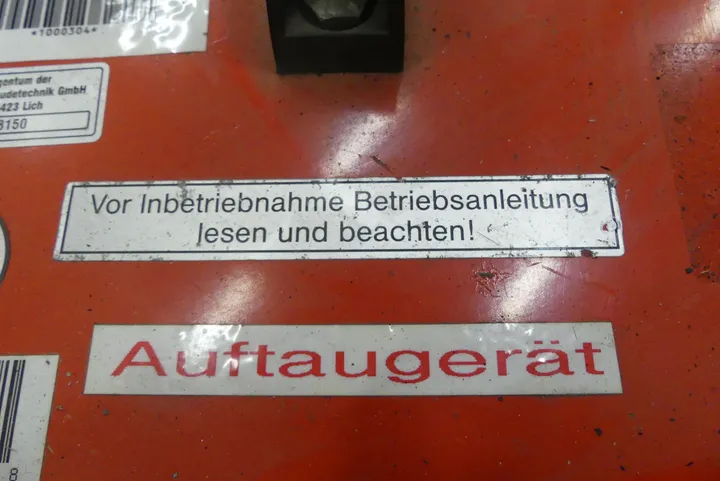 *1000304*
gentum der
udetechnik GmbH
423 Lich
8150
Vor Inbetriebnahme Betriebsanleitung
lesen und beachten!
Auftaugerät
8